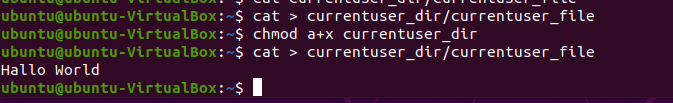 ubuntu@ubuntu-VirtualBox:~$ cat > currentuser_dir/currentuser_file
ubuntu@ubuntu-VirtualBox:~$ chmod a+x currentuser_dir
ubuntu@ubuntu-VirtualBox:~$ cat > currentuser_dir/currentuser_file
Hallo World
ubuntu@ubuntu-VirtualBox:~$